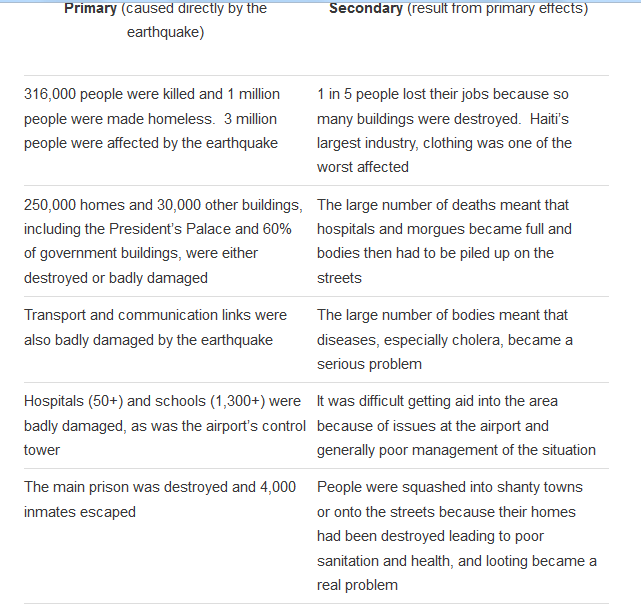 Primary (caused directly by the
earthquake)
Secondary (result from primary effects)
316,000 people were killed and 1 million
people were made homeless.  3 million
people were affected by the earthquake
1 in 5 people lost their jobs because so
many buildings were destroyed.  Haiti's
largest industry, clothing was one of the
worst affected
250,000 homes and 30,000 other buildings,
including the President's Palace and 60%
of government buildings, were either
destroyed or badly damaged
The large number of deaths meant that
hospitals and morgues became full and
bodies then had to be piled up on the
streets
Transport and communication links were
also badly damaged by the earthquake
The large number of bodies meant that
diseases, especially cholera, became a
serious problem
Hospitals (50+) and schools (1,300+) were
badly damaged, as was the airport's control
tower
It was difficult getting aid into the area
because of issues at the airport and
generally poor management of the situation
The main prison was destroyed and 4,000
inmates escaped
People were squashed into shanty towns
or onto the streets because their homes
had been destroyed leading to poor
sanitation and health, and looting became a
real problem